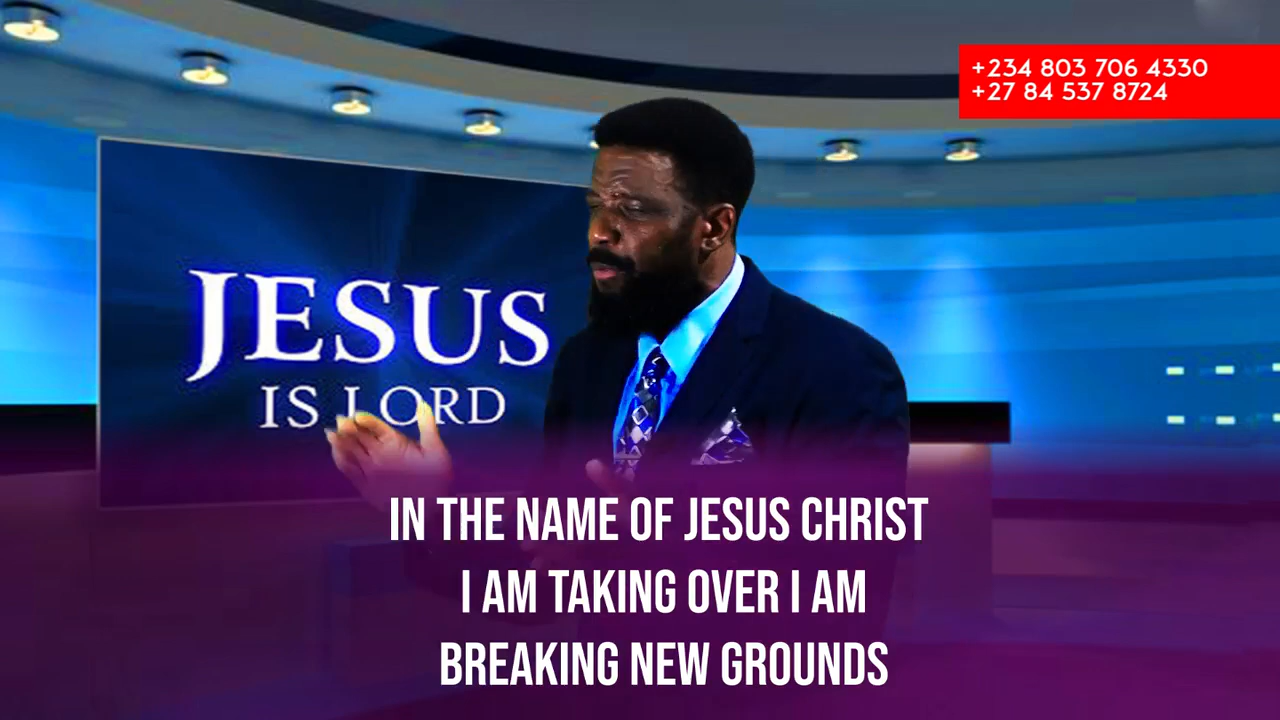 +234 803 706 4330
+27 84 537 8724
JESUS
IS LORD
IN THE NAME OF JESUS CHRIST
I AM TAKING OVER I AM
BREAKING NEW GROUNDS